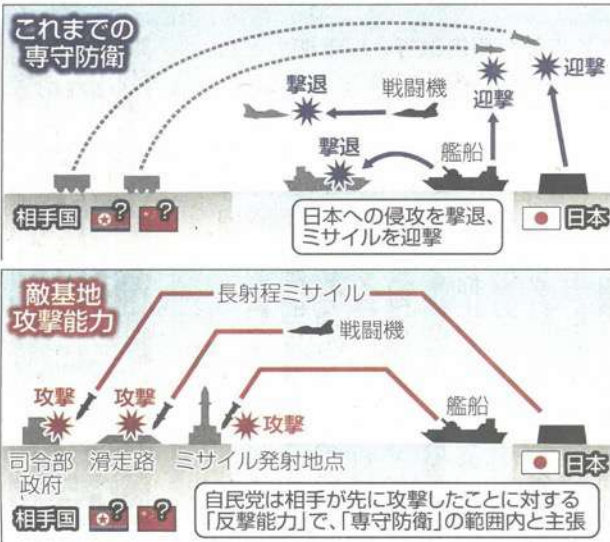 これまでの
専守防衛
迎撃
撃退
戦闘機
迎撃
撃退
艦船
相手国 ? ?
日本への侵攻を撃退、
ミサイルを迎撃
日本
敵基地
攻撃能力
長射程ミサイル
戦闘機
攻撃
攻撃
攻撃
艦船
司令部
政府
滑走路
ミサイル発射地点
日本
相手国 ? ?
自民党は相手が先に攻撃したことに対する
「反撃能力」で、「専守防衛」の範囲内と主張